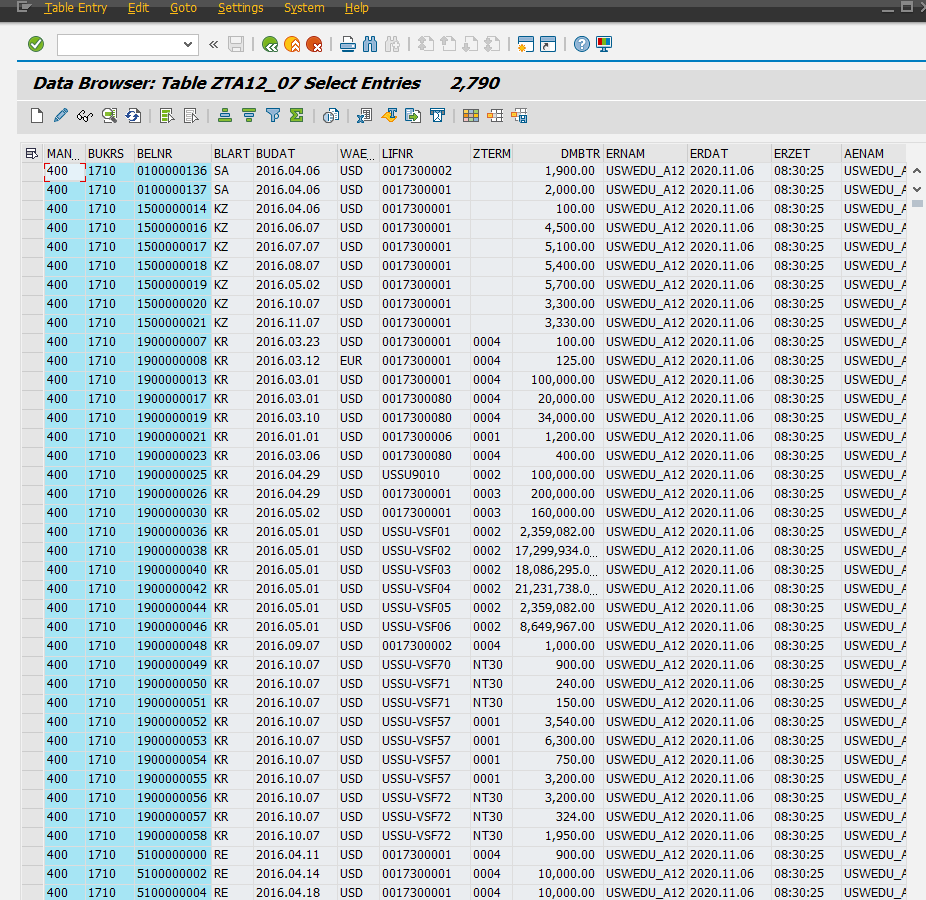 Table Entry Edit Goto Settings System Help
Data Browser: Table ZTA12_07 Select Entries 2,790
MAN... BUKRS BELNR BLART BUDAT WAE... LIFNR ZTERM DMBTR ERNAM ERDAT ERZET AENAM
400 1710 0100000136 SA 2016.04.06 USD 0017300002 1,900.00 USWEDU_A12 2020.11.06 08:30:25 USWEDU_A
400 1710 0100000137 SA 2016.04.06 USD 0017300001 2,000.00 USWEDU_A12 2020.11.06 08:30:25 USWEDU_A
400 1710 1500000014 KZ 2016.04.06 USD 0017300001 100.00 USWEDU_A12 2020.11.06 08:30:25 USWEDU_A
400 1710 1500000016 KZ 2016.06.07 USD 0017300001 4,500.00 USWEDU_A12 2020.11.06 08:30:25 USWEDU_A
400 1710 1500000017 KZ 2016.07.07 USD 0017300001 5,100.00 USWEDU_A12 2020.11.06 08:30:25 USWEDU_A
400 1710 1500000018 KZ 2016.08.07 USD 0017300001 5,400.00 USWEDU_A12 2020.11.06 08:30:25 USWEDU_A
400 1710 1500000019 KZ 2016.05.02 USD 0017300001 5,700.00 USWEDU_A12 2020.11.06 08:30:25 USWEDU_A
400 1710 1500000020 KZ 2016.10.07 USD 0017300001 3,300.00 USWEDU_A12 2020.11.06 08:30:25 USWEDU_A
400 1710 1500000021 KZ 2016.11.07 USD 0017300001 3,330.00 USWEDU_A12 2020.11.06 08:30:25 USWEDU_A
400 1710 1900000007 KR 2016.03.23 USD 0017300001 0004 100.00 USWEDU_A12 2020.11.06 08:30:25 USWEDU_A
400 1710 1900000008 KR 2016.03.12 EUR 0017300001 0004 125.00 USWEDU_A12 2020.11.06 08:30:25 USWEDU_A
400 1710 1900000013 KR 2016.03.01 USD 0017300001 0004 100,000.00 USWEDU_A12 2020.11.06 08:30:25 USWEDU_A
400 1710 1900000017 KR 2016.03.01 USD 0017300080 0004 20,000.00 USWEDU_A12 2020.11.06 08:30:25 USWEDU_A
400 1710 1900000019 KR 2016.03.10 USD 0017300080 0004 34,000.00 USWEDU_A12 2020.11.06 08:30:25 USWEDU_A
400 1710 1900000021 KR 2016.01.01 USD 0017300006 0001 1,200.00 USWEDU_A12 2020.11.06 08:30:25 USWEDU_A
400 1710 1900000023 KR 2016.03.06 USD 0017300080 0004 400.00 USWEDU_A12 2020.11.06 08:30:25 USWEDU_A
400 1710 1900000025 KR 2016.04.29 USD USSU9010 0002 100,000.00 USWEDU_A12 2020.11.06 08:30:25 USWEDU_A
400 1710 1900000026 KR 2016.04.29 USD 0017300001 0003 200,000.00 USWEDU_A12 2020.11.06 08:30:25 USWEDU_A
400 1710 1900000030 KR 2016.05.02 USD 0017300001 0003 160,000.00 USWEDU_A12 2020.11.06 08:30:25 USWEDU_A
400 1710 1900000036 KR 2016.05.01 USD USSU-VSF01 0002 2,359,082.00 USWEDU_A12 2020.11.06 08:30:25 USWEDU_A
400 1710 1900000038 KR 2016.05.01 USD USSU-VSF02 0002 17,299,934.0... USWEDU_A12 2020.11.06 08:30:25 USWEDU_A
400 1710 1900000040 KR 2016.05.01 USD USSU-VSF03 0002 18,086,295.0... USWEDU_A12 2020.11.06 08:30:25 USWEDU_A
400 1710 1900000042 KR 2016.05.01 USD USSU-VSF04 0002 21,231,738.0... USWEDU_A12 2020.11.06 08:30:25 USWEDU_A
400 1710 1900000044 KR 2016.05.01 USD USSU-VSF05 0002 2,359,082.00 USWEDU_A12 2020.11.06 08:30:25 USWEDU_A
400 1710 1900000046 KR 2016.05.01 USD USSU-VSF06 0002 8,649,967.00 USWEDU_A12 2020.11.06 08:30:25 USWEDU_A
400 1710 1900000048 KR 2016.09.07 USD 0017300002 0004 1,000.00 USWEDU_A12 2020.11.06 08:30:25 USWEDU_A
400 1710 1900000049 KR 2016.10.07 USD USSU-VSF70 NT30 900.00 USWEDU_A12 2020.11.06 08:30:25 USWEDU_A
400 1710 1900000050 KR 2016.10.07 USD USSU-VSF71 NT30 240.00 USWEDU_A12 2020.11.06 08:30:25 USWEDU_A
400 1710 1900000051 KR 2016.10.07 USD USSU-VSF71 NT30 150.00 USWEDU_A12 2020.11.06 08:30:25 USWEDU_A
400 1710 1900000052 KR 2016.10.07 USD USSU-VSF57 0001 3,540.00 USWEDU_A12 2020.11.06 08:30:25 USWEDU_A
400 1710 1900000053 KR 2016.10.07 USD USSU-VSF57 0001 6,300.00 USWEDU_A12 2020.11.06 08:30:25 USWEDU_A
400 1710 1900000054 KR 2016.10.07 USD USSU-VSF57 0001 750.00 USWEDU_A12 2020.11.06 08:30:25 USWEDU_A
400 1710 1900000055 KR 2016.10.07 USD USSU-VSF57 0001 3,200.00 USWEDU_A12 2020.11.06 08:30:25 USWEDU_A
400 1710 1900000056 KR 2016.10.07 USD USSU-VSF72 NT30 3,200.00 USWEDU_A12 2020.11.06 08:30:25 USWEDU_A
400 1710 1900000057 KR 2016.10.07 USD USSU-VSF72 NT30 324.00 USWEDU_A12 2020.11.06 08:30:25 USWEDU_A
400 1710 1900000058 KR 2016.10.07 USD USSU-VSF72 NT30 1,950.00 USWEDU_A12 2020.11.06 08:30:25 USWEDU_A
400 1710 5100000000 RE 2016.04.11 USD 0017300001 0004 900.00 USWEDU_A12 2020.11.06 08:30:25 USWEDU_A
400 1710 5100000002 RE 2016.04.14 USD 0017300001 0004 10,000.00 USWEDU_A12 2020.11.06 08:30:25 USWEDU_A
400 1710 5100000004 RE 2016.04.18 USD 0017300001 0004 10,000.00 USWEDU_A12 2020.11.06 08:30:25 USWEDU_A